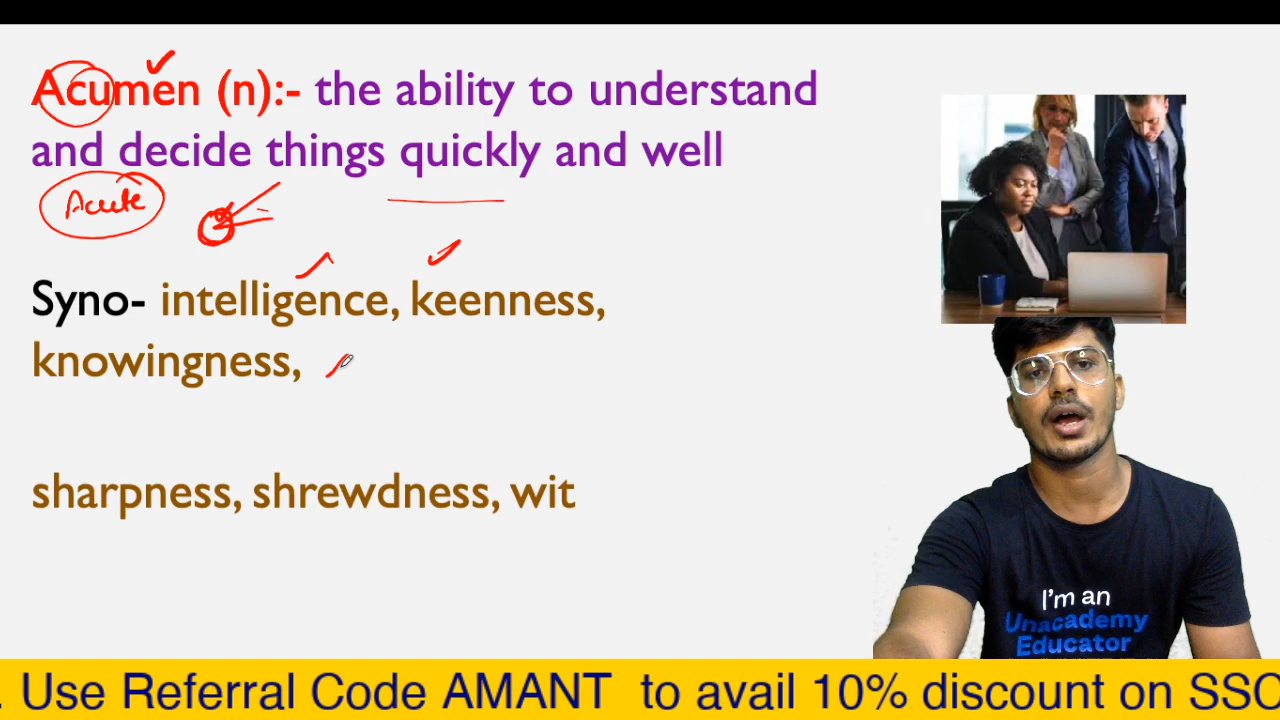 Acumen (n):- the ability to understand
and decide things quickly and well
Acute
Syno- intelligence, keenness,
knowingness,
sharpness, shrewdness, wit
I'm an
Unacademy
Educator
. Use Referral Code AMANT to avail 10% discount on SSC